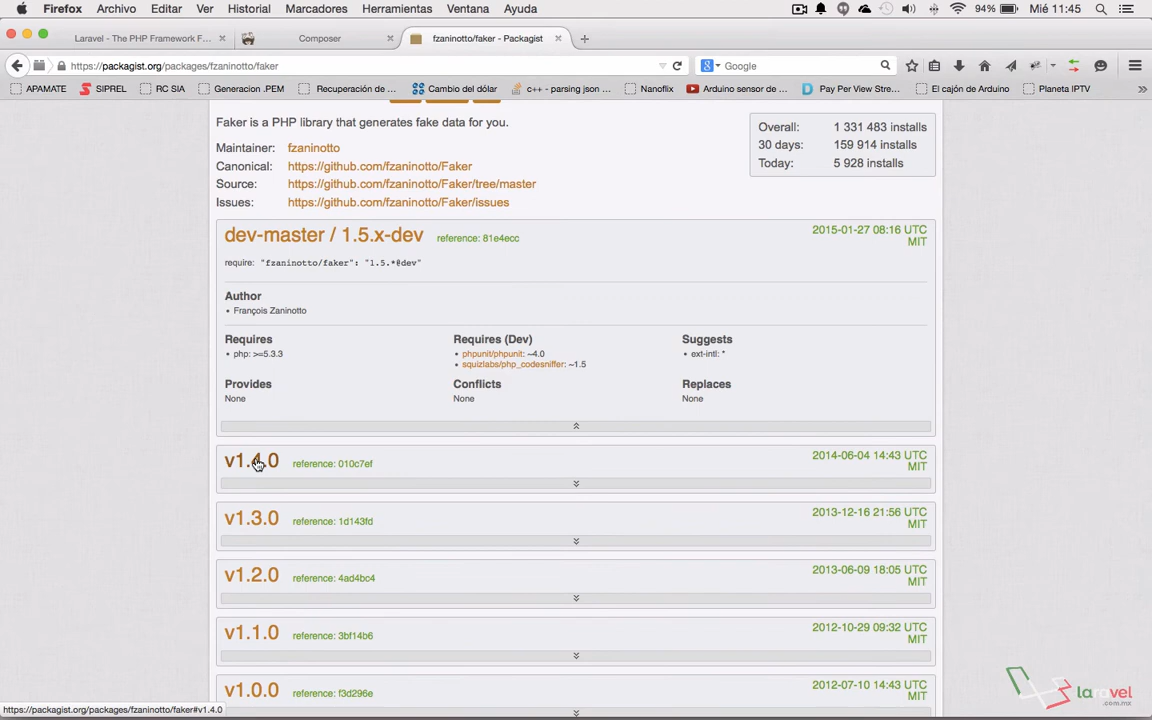 Firefox Archivo Editar Ver Historial Marcadores Herramientas Ventana Ayuda 94% Mié 11:45
Laravel - The PHP Framework F... Composer fzaninotto/faker - Packagist
https://packagist.org/packages/fzaninotto/faker Google
APAMATE SIPREL RC SIA Generacion .PEM Recuperación de ... Cambio del dólar c++ - parsing json ... Nanoflix Arduino sensor de ... Pay Per View Stre... El cajón de Arduino Planeta IPTV
Faker is a PHP library that generates fake data for you.
Overall: 1 331 483 installs
30 days: 159 914 installs
Today: 5 928 installs
Maintainer: fzaninotto
Canonical: https://github.com/fzaninotto/Faker
Source: https://github.com/fzaninotto/Faker/tree/master
Issues: https://github.com/fzaninotto/Faker/issues
dev-master / 1.5.x-dev reference: 81e4ecc 2015-01-27 08:16 UTC
MIT
require: "fzaninotto/faker": "1.5.*@dev"
Author
• François Zaninotto
Requires Requires (Dev) Suggests
• php: >=5.3.3 • phpunit/phpunit: ~4.0 • ext-intl: *
• squizlabs/php_codesniffer: ~1.5
Provides Conflicts Replaces
None None None
v1.4.0 reference: 010c7ef 2014-06-04 14:43 UTC
MIT
v1.3.0 reference: 1d143fd 2013-12-16 21:56 UTC
MIT
v1.2.0 reference: 4ad4bc4 2013-06-09 18:05 UTC
MIT
v1.1.0 reference: 3bf14b6 2012-10-29 09:32 UTC
MIT
v1.0.0 reference: f3d296e 2012-07-10 14:43 UTC
MIT
https://packagist.org/packages/fzaninotto/faker#v1.4.0
laravel
.com.mz